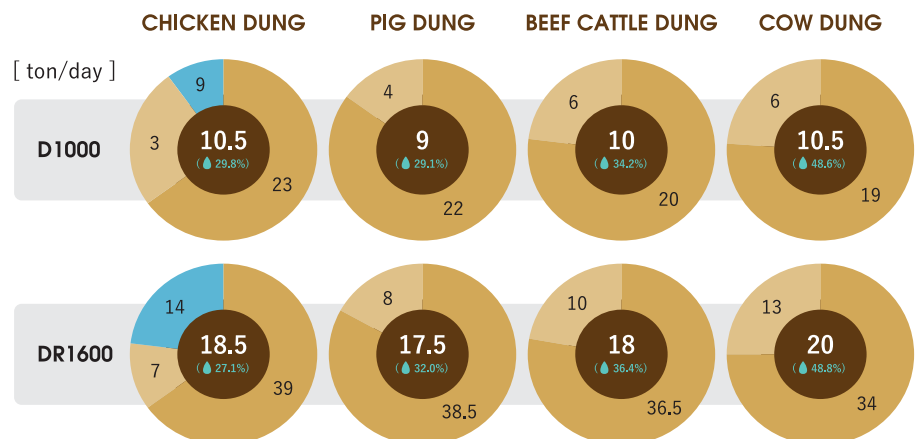 CHICKEN DUNG PIG DUNG BEEF CATTLE DUNG COW DUNG
[ ton/day ]
D1000
9 3 23 10.5 (29.8%)
4 22 9 (29.1%)
6 20 10 (34.2%)
6 19 10.5 (48.6%)
DR1600
14 7 39 18.5 (27.1%)
8 38.5 17.5 (32.0%)
10 36.5 18 (36.4%)
13 34 20 (48.8%)